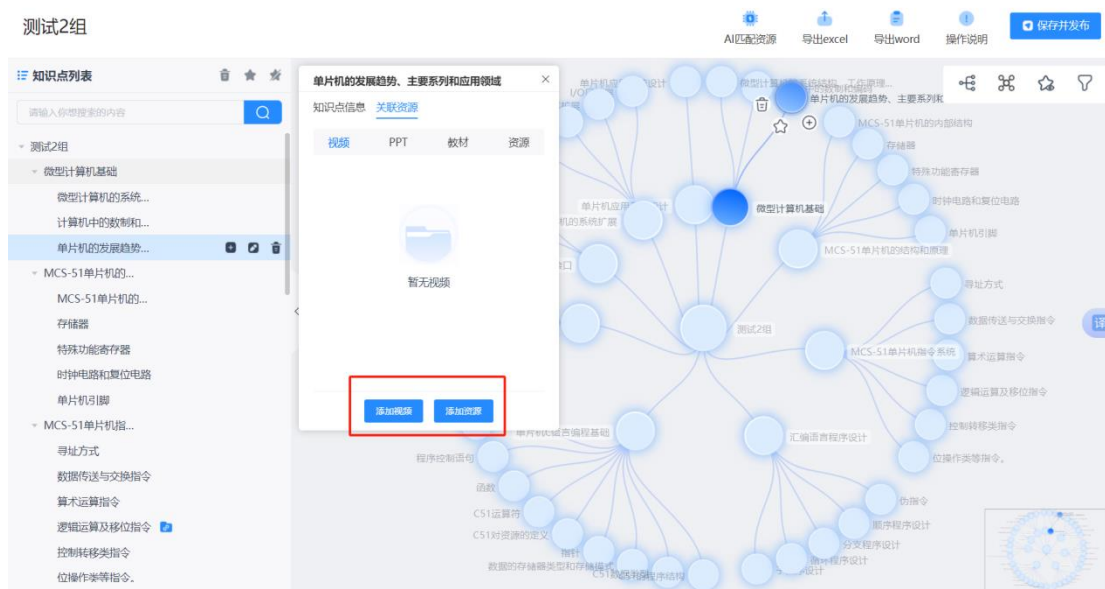 测试2组
AI匹配资源
导出excel
导出word
操作说明
保存并发布
知识点列表
请输入你想搜索的内容
测试2组
微型计算机基础
微型计算机的系统...
计算机中的数制和...
单片机的发展趋势...
MCS-51单片机的...
MCS-51单片机的...
存储器
特殊功能寄存器
时钟电路和复位电路
单片机引脚
MCS-51单片机指...
寻址方式
数据传送与交换指令
算术运算指令
逻辑运算及移位指令
控制转移类指令
位操作类等指令。
单片机的发展趋势、主要系列和应用领域
知识点信息 关联资源
视频 PPT 教材 资源
暂无视频
添加视频 添加资源
单片机的发展趋势、主要系列和
MCS-51单片机的内部结构
存储器
特殊功能寄存器
时钟电路和复位电路
单片机引脚
微型计算机基础
MCS-51单片机的结构和原理
机的系统扩展
寻址方式
数据传送与交换指令
测试2组
MCS-51单片机指令系统
算术运算指令
逻辑运算及移位指令
控制转移类指令
汇编语言程序设计
位操作类等指令。
程序控制语句
函数
伪指令
C51运算符
顺序程序设计
C51对资源的定义
分支程序设计
指针
循环程序设计
数据的存储器类型和存储模式
译